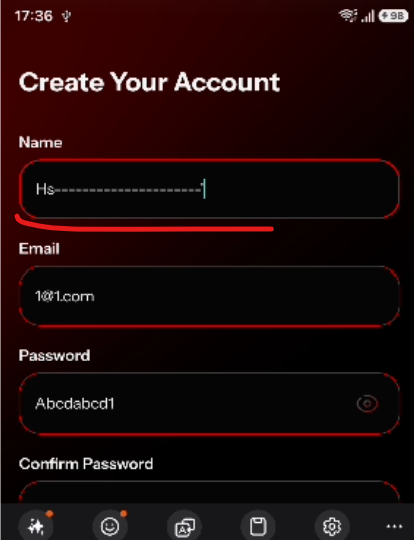 17:36
98
Create Your Account
Name
Hs---------------------'
Email
1@1.com
Password
Abcdabcd1
Confirm Password